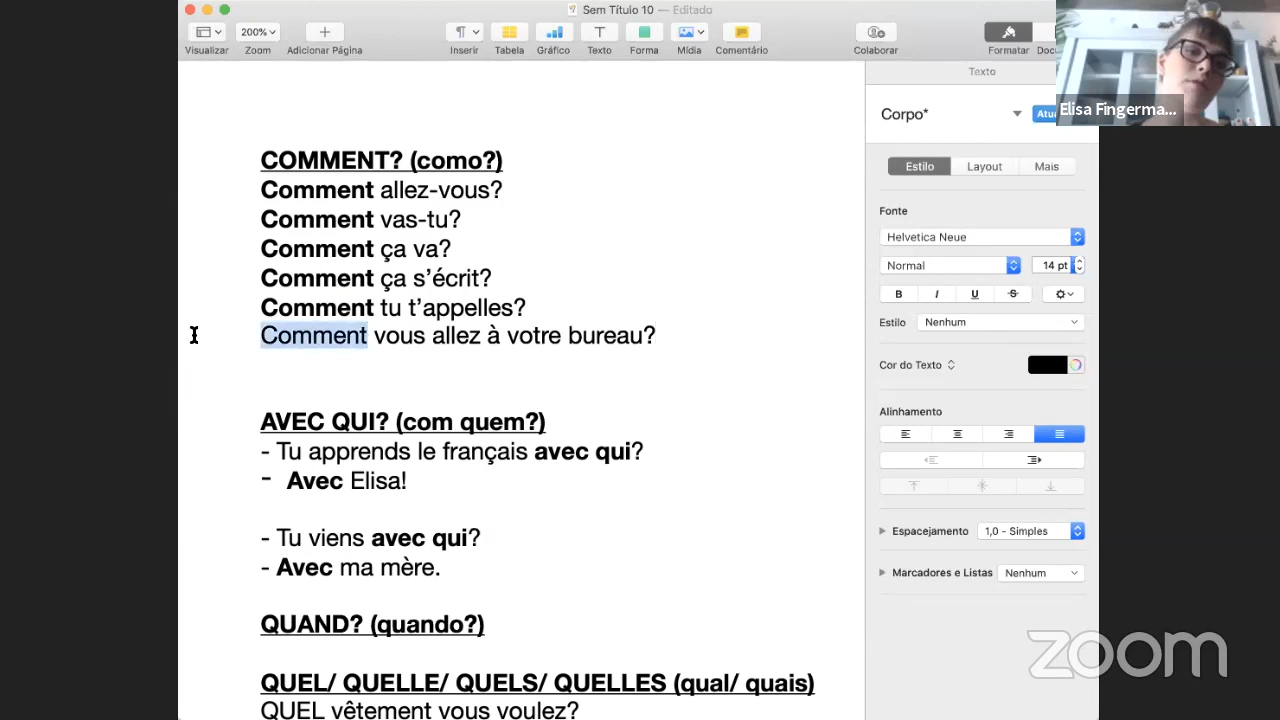 Sem Título 10 — Editado
Visualizar
200%
Zoom
Adicionar Página
Inserir
Tabela
Gráfico
Texto
Forma
Mídia
Comentário
Colaborar
Formatar
Elisa Fingerma...
Texto
Corpo*
Estilo Layout Mais
Fonte
Helvetica Neue
Normal 14 pt
B I U S
Estilo Nenhum
Cor do Texto
Alinhamento
Espaçejamento 1,0 - Simples
Marcadores e Listas Nenhum
COMMENT? (como?)
Comment allez-vous?
Comment vas-tu?
Comment ça va?
Comment ça s’écrit?
Comment tu t’appelles?
Comment vous allez à votre bureau?
AVEC QUI? (com quem?)
- Tu apprends le français avec qui?
- Avec Elisa!
- Tu viens avec qui?
- Avec ma mère.
QUAND? (quando?)
QUEL/ QUELLE/ QUELS/ QUELLES (qual/ quais)
QUEL vêtement vous voulez?
zoom